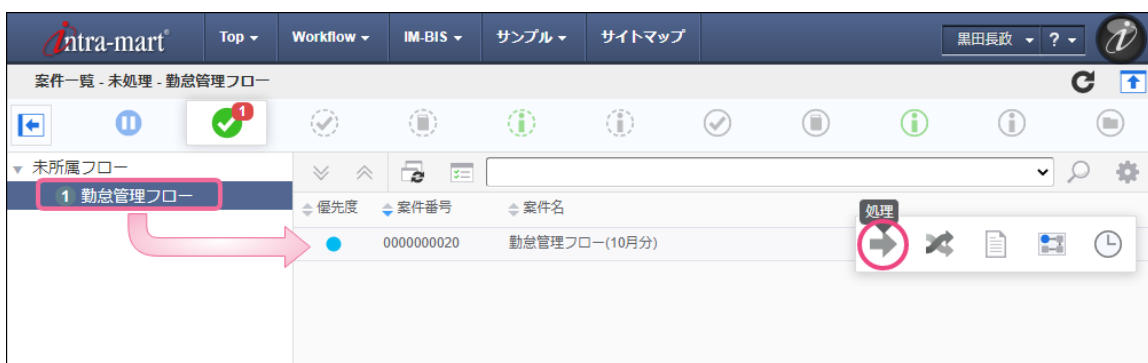 intra-mart® Top Workflow IM-BIS サンプル サイトマップ 黒田長政 ?
案件一覧 - 未処理 - 勤怠管理フロー
1
未所属フロー
1 勤怠管理フロー
優先度 案件番号 案件名
処理
0000000020 勤怠管理フロー(10月分)